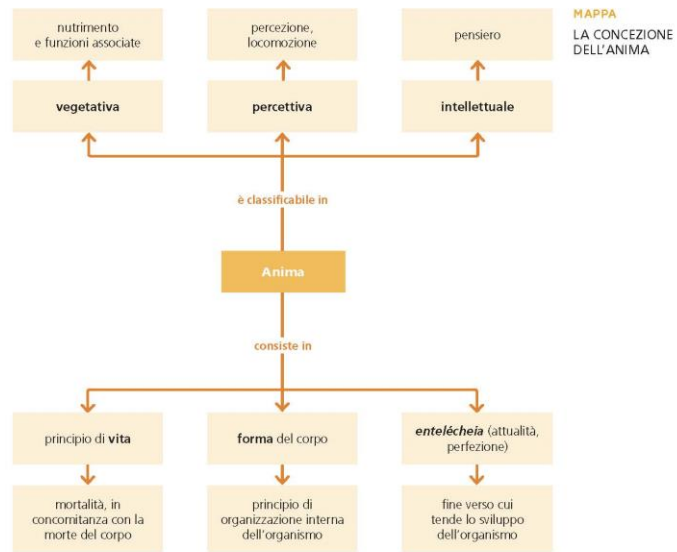 MAPPA
LA CONCEZIONE
DELL'ANIMA
nutrimento
e funzioni associate
percezione,
locomozione
pensiero
vegetativa
percettiva
intellettuale
è classificabile in
Anima
consiste in
principio di vita
forma del corpo
entelécheia (attualità,
perfezione)
mortalità, in
concomitanza con la
morte del corpo
principio di
organizzazione interna
dell'organismo
fine verso cui
tende lo sviluppo
dell'organismo